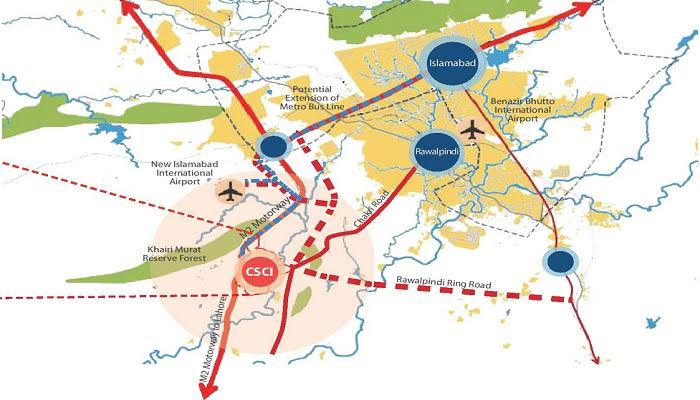 Islamabad
Potential
Extension of
Metro Bus Line
Benazir Bhutto
International
Airport
Rawalpindi
New Islamabad
International
Airport
M2 Motorway
Chakri Road
Khairi Murat
Reserve Forest
CSCI
Rawalpindi Ring Road
M2 Motorway to Lahore